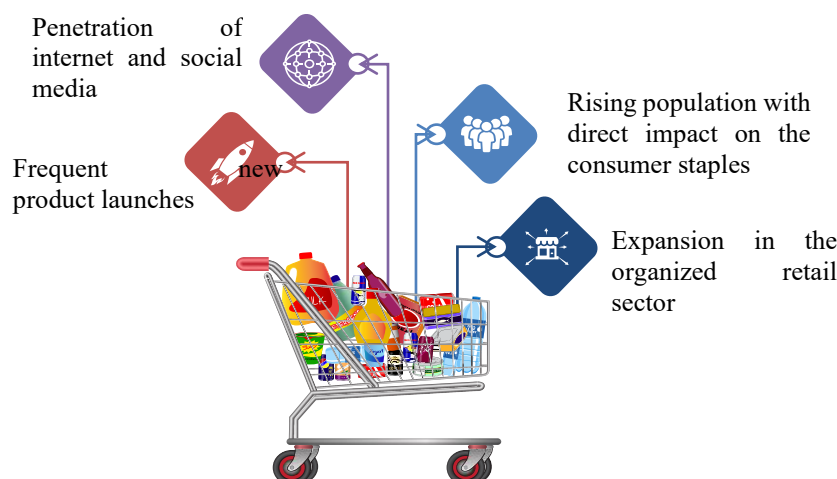 Penetration of
internet and social
media
Rising population with
direct impact on the
consumer staples
Frequent new
product launches
Expansion in the
organized retail
sector